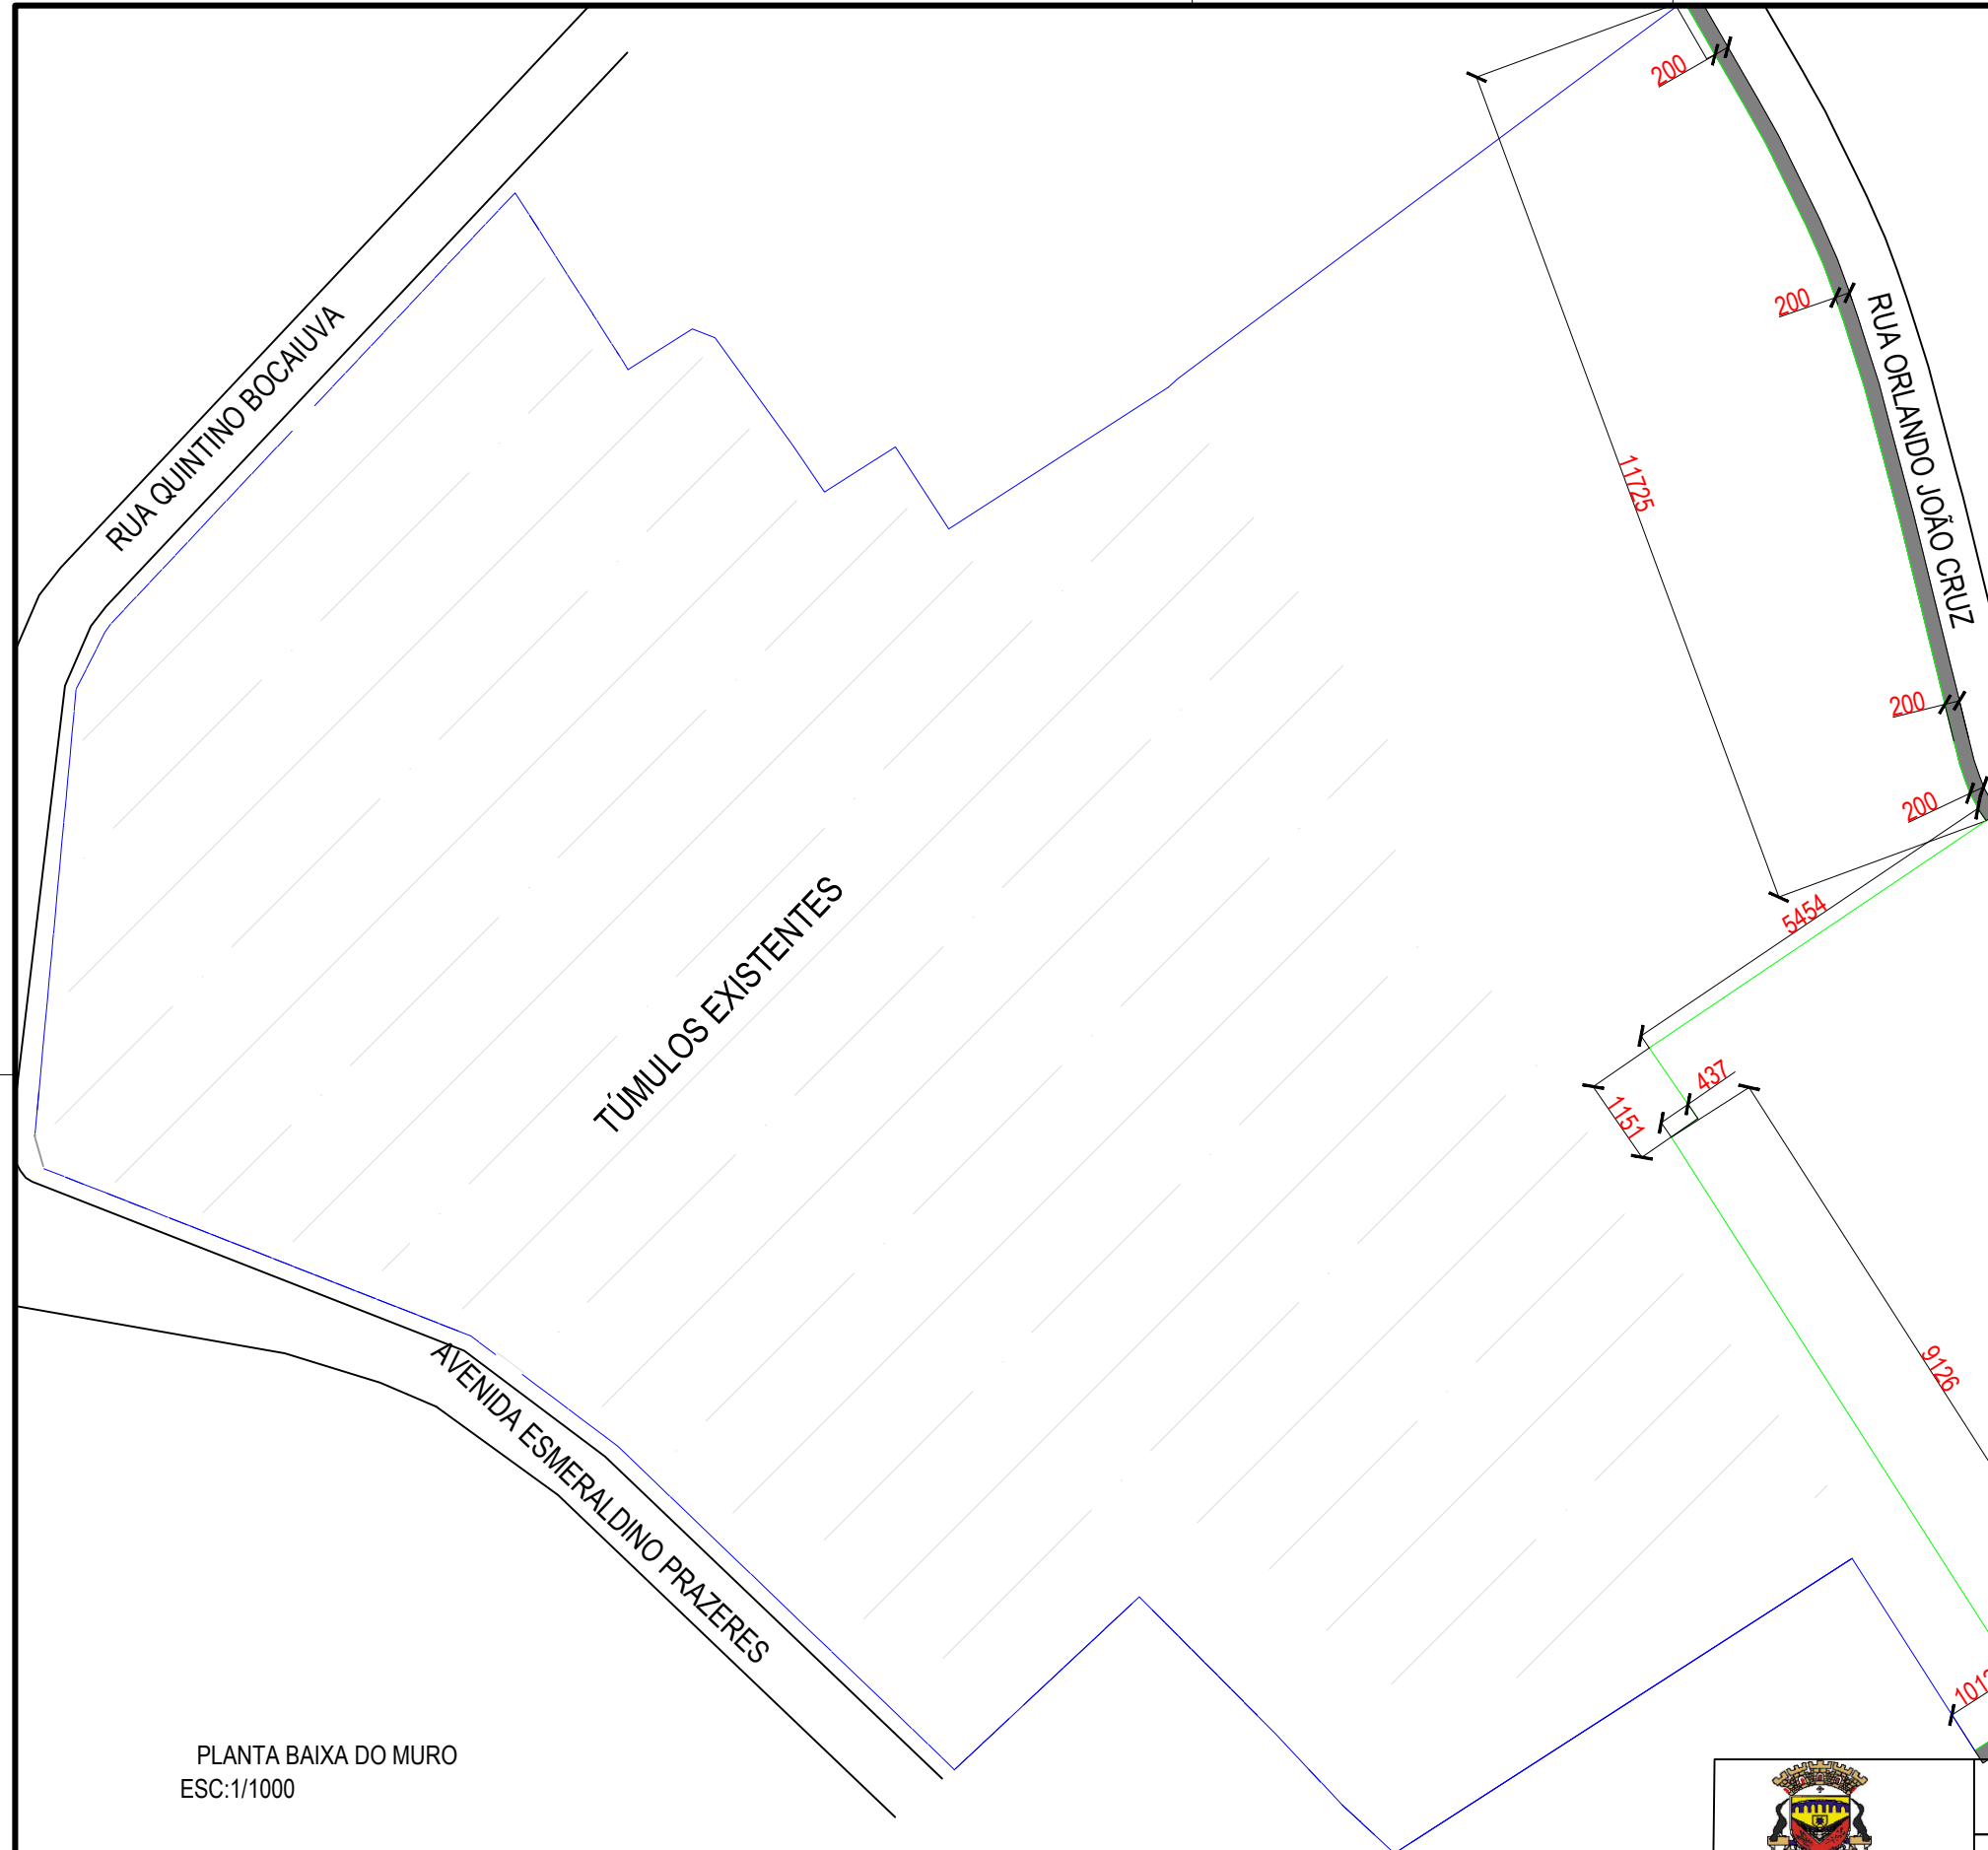 200
200
RUA QUINTINO BOCAIUVA
RUA ORLANDO JOÃO CRUZ
11725
200
200
5454
TÚMULOS EXISTENTES
437
1151
9126
AVENIDA ESMERALDINO PRAZERES
PLANTA BAIXA DO MURO
ESC:1/1000